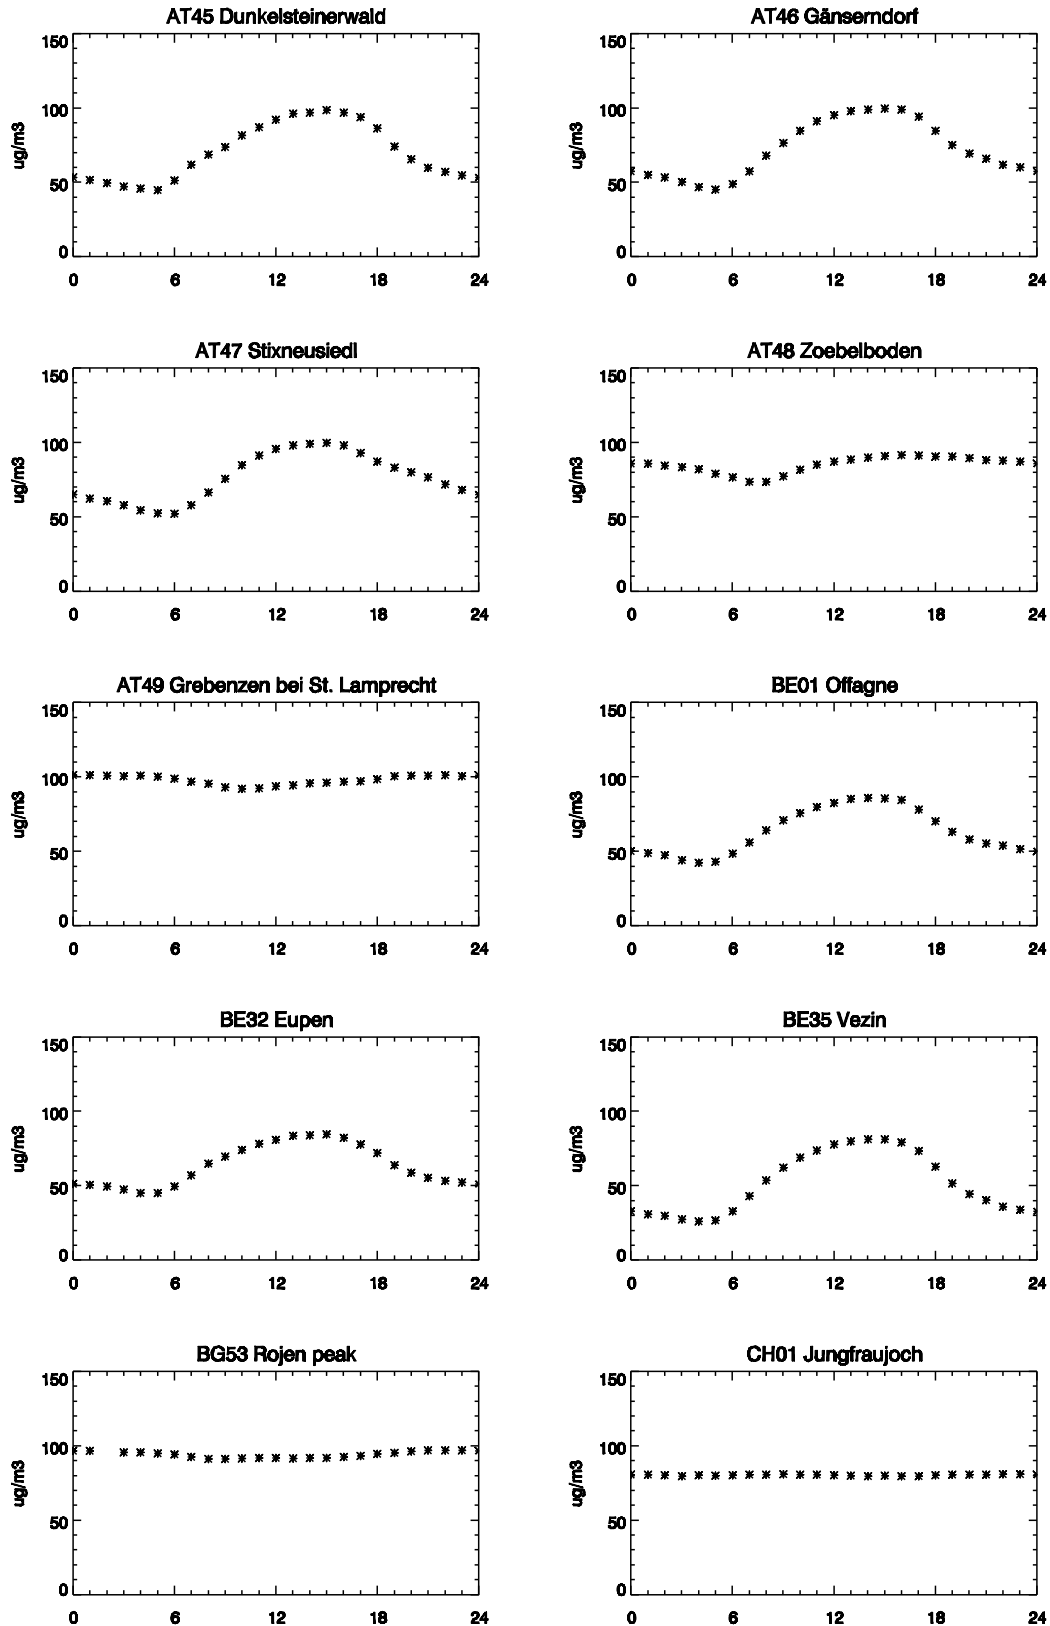 AT45 Dunkelsteinerwald
150
100
50
0
ug/m3
0 6 12 18 24
AT46 Gänserndorf
150
100
50
0
ug/m3
0 6 12 18 24
AT47 Stixneusiedl
150
100
50
0
ug/m3
0 6 12 18 24
AT48 Zoebelboden
150
100
50
0
ug/m3
0 6 12 18 24
AT49 Grebenzen bei St. Lamprecht
150
100
50
0
ug/m3
0 6 12 18 24
BE01 Offagne
150
100
50
0
ug/m3
0 6 12 18 24
BE32 Eupen
150
100
50
0
ug/m3
0 6 12 18 24
BE35 Vezin
150
100
50
0
ug/m3
0 6 12 18 24
BG53 Rojen peak
150
100
50
0
ug/m3
0 6 12 18 24
CH01 Jungfraujoch
150
100
50
0
ug/m3
0 6 12 18 24